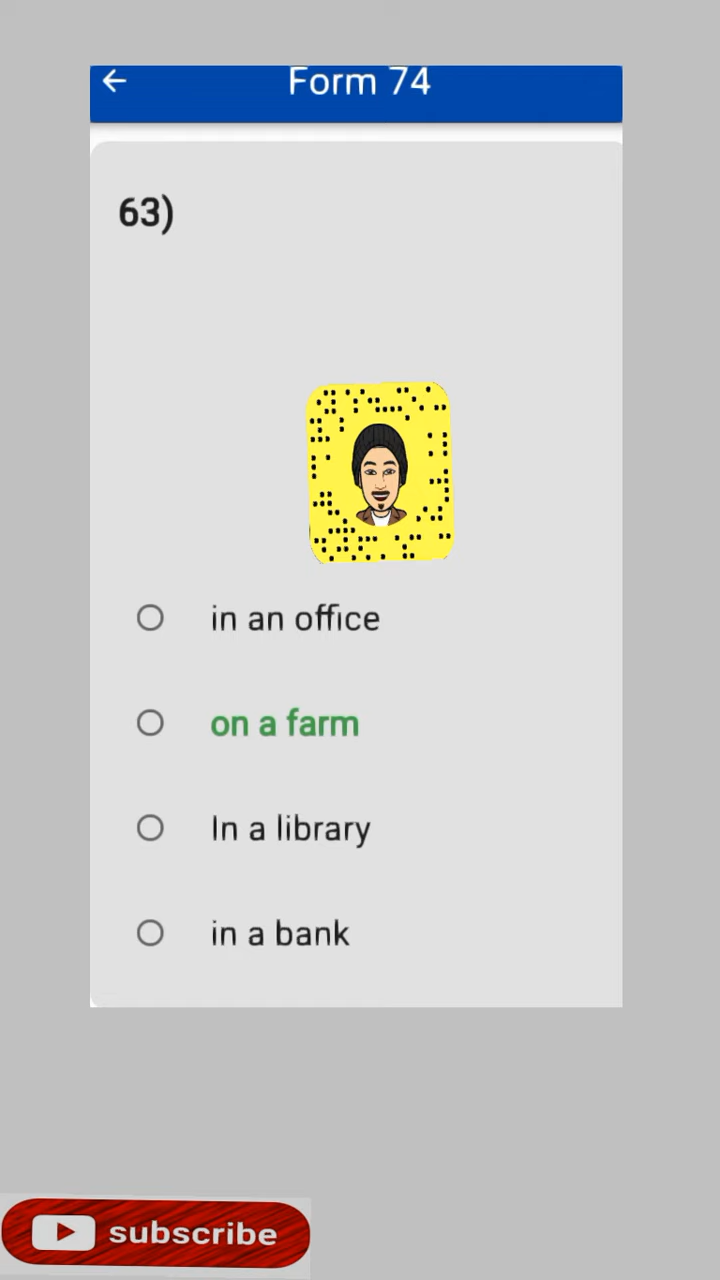 Form 74
63)
in an office
on a farm
In a library
in a bank
subscribe